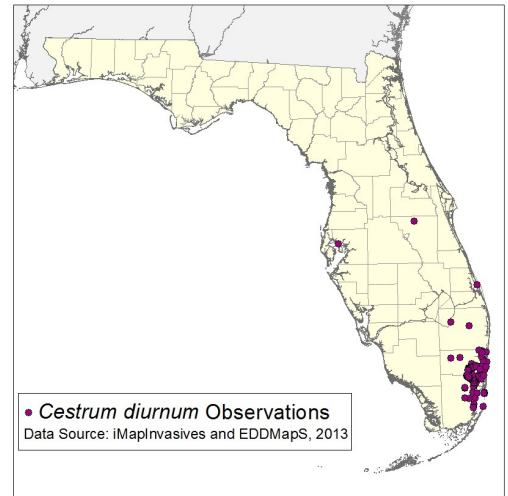 Cestrum diurnum Observations
Data Source: iMapInvasives and EDDMapS, 2013